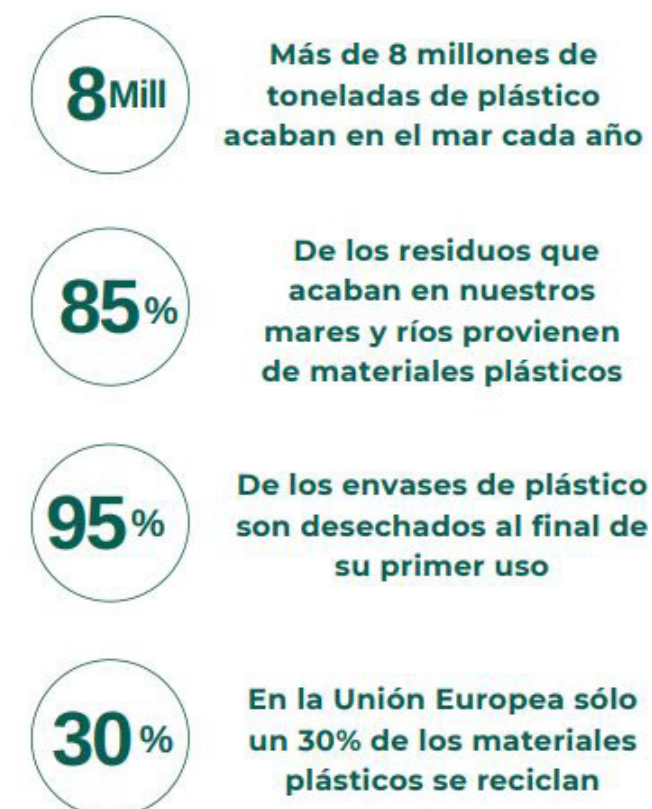 8Mill
Más de 8 millones de
toneladas de plástico
acaban en el mar cada año
85%
De los residuos que
acaban en nuestros
mares y ríos provienen
de materiales plásticos
95%
De los envases de plástico
son desechados al final de
su primer uso
30%
En la Unión Europea sólo
un 30% de los materiales
plásticos se reciclan